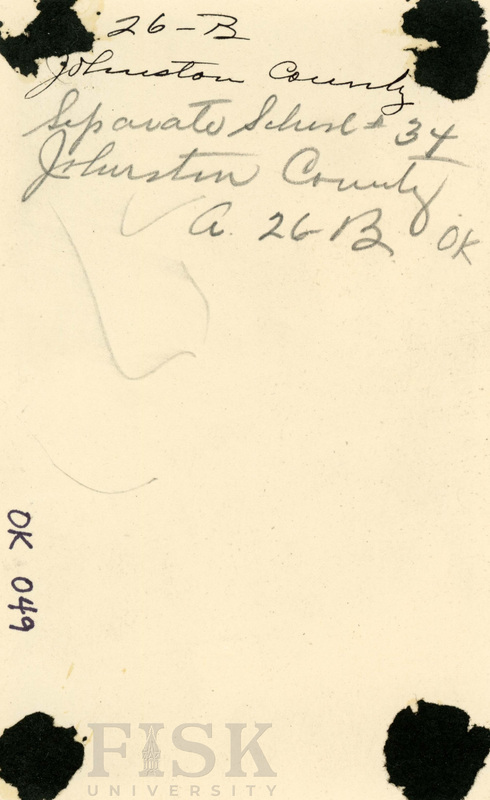 26-B
Johnston County
Separate School # 34
Johnston County
A. 26-B OK
OK 049
FISK
UNIVERSITY